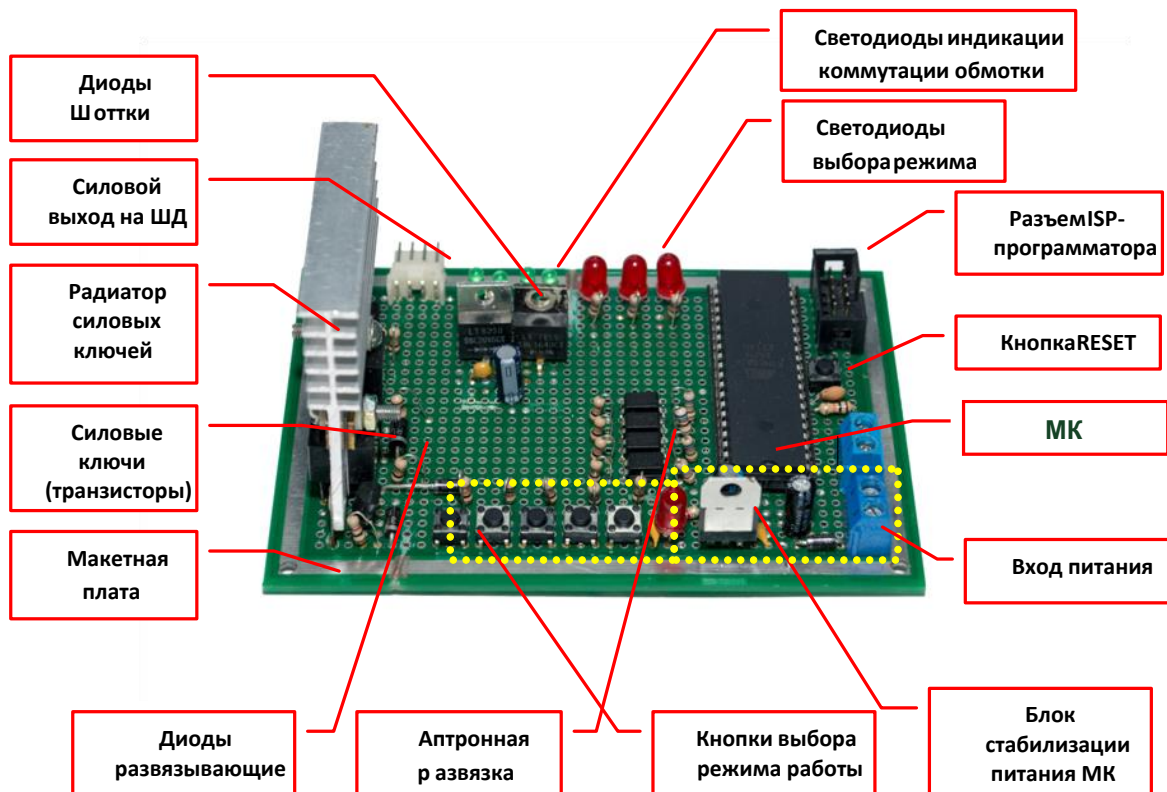 Светодиоды индикации
коммутации обмотки
Диоды
Шоттки
Светодиоды
выбора режима
Силовой
выход на ШД
Разъем ISP-
программатора
Радиатор
силовых
ключей
Кнопка RESET
Силовые
ключи
(транзисторы)
МК
Макетная
плата
Вход питания
Диоды
развязывающие
Аптронная
р азвязка
Кнопки выбора
режима работы
Блок
стабилизации
питания МК